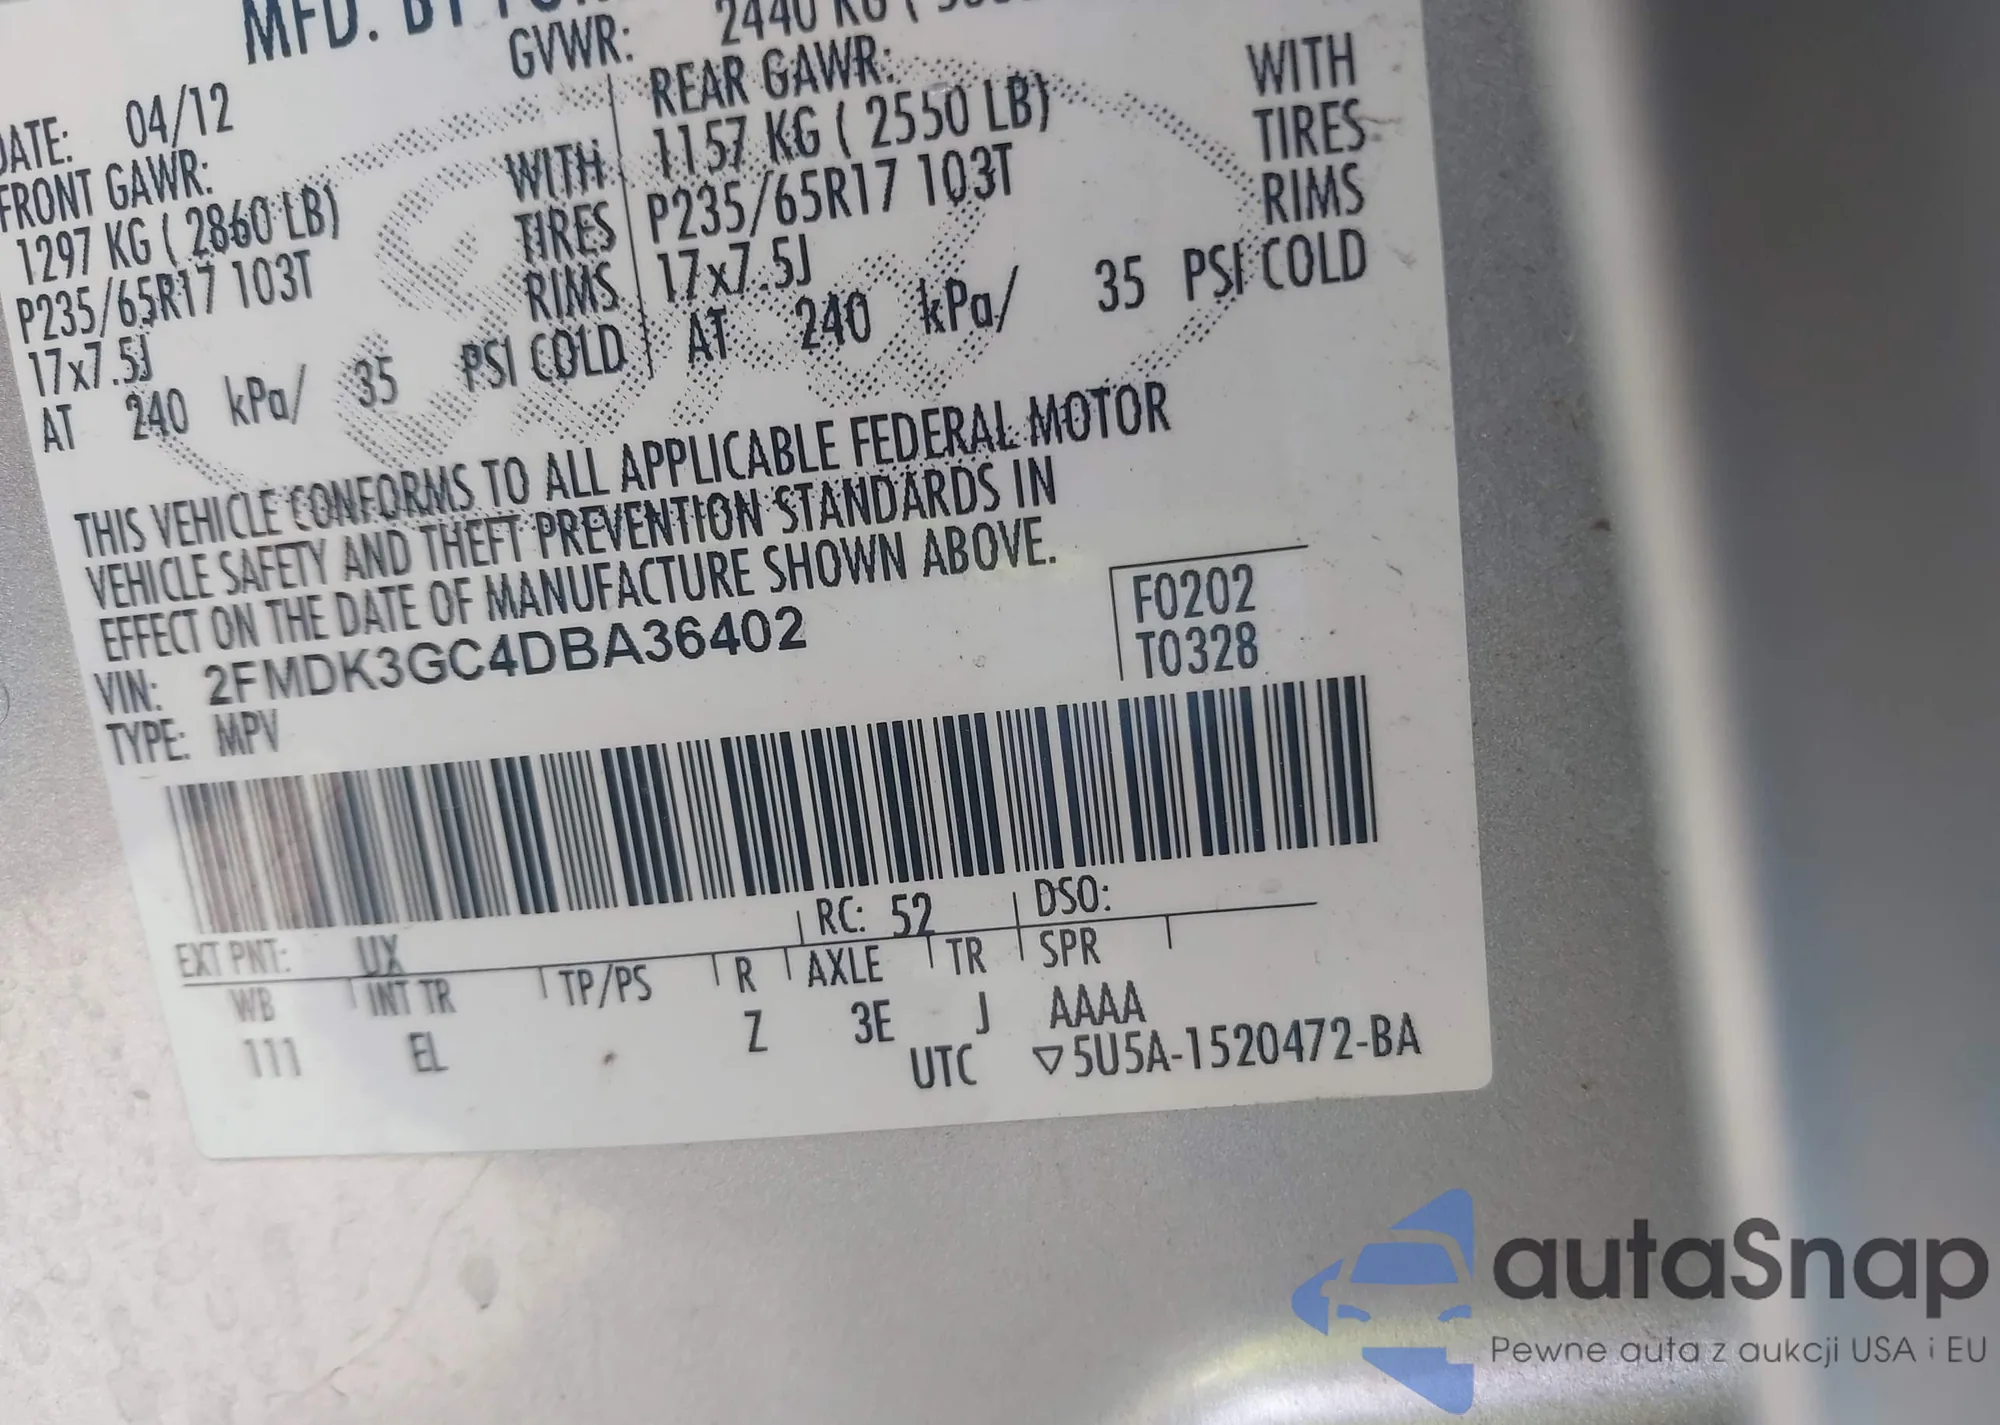 MFD. BY
GVWR: 2440 KG (
DATE: 04/12
FRONT GAWR:
1297 KG ( 2860 LB)
P235/65R17 103T
17x7.5J
AT 240 kPa/ 35 PSI COLD
WITH
TIRES
RIMS
REAR GAWR:
1157 KG ( 2550 LB)
P235/65R17 103T
17x7.5J
AT 240 kPa/ 35 PSI COLD
WITH
TIRES
RIMS
THIS VEHICLE CONFORMS TO ALL APPLICABLE FEDERAL MOTOR
VEHICLE SAFETY AND THEFT PREVENTION STANDARDS IN
EFFECT ON THE DATE OF MANUFACTURE SHOWN ABOVE.
VIN: 2FMDK3GC4DBA36402
TYPE: MPV
F0202
T0328
EXT PNT: UX RC: 52 DSO:
WB INT TR TP/PS R AXLE TR SPR
111 EL Z 3E J AAAA
UTC ▽5U5A-1520472-BA
autaSnap
Pewne auta z aukcji USA i EU